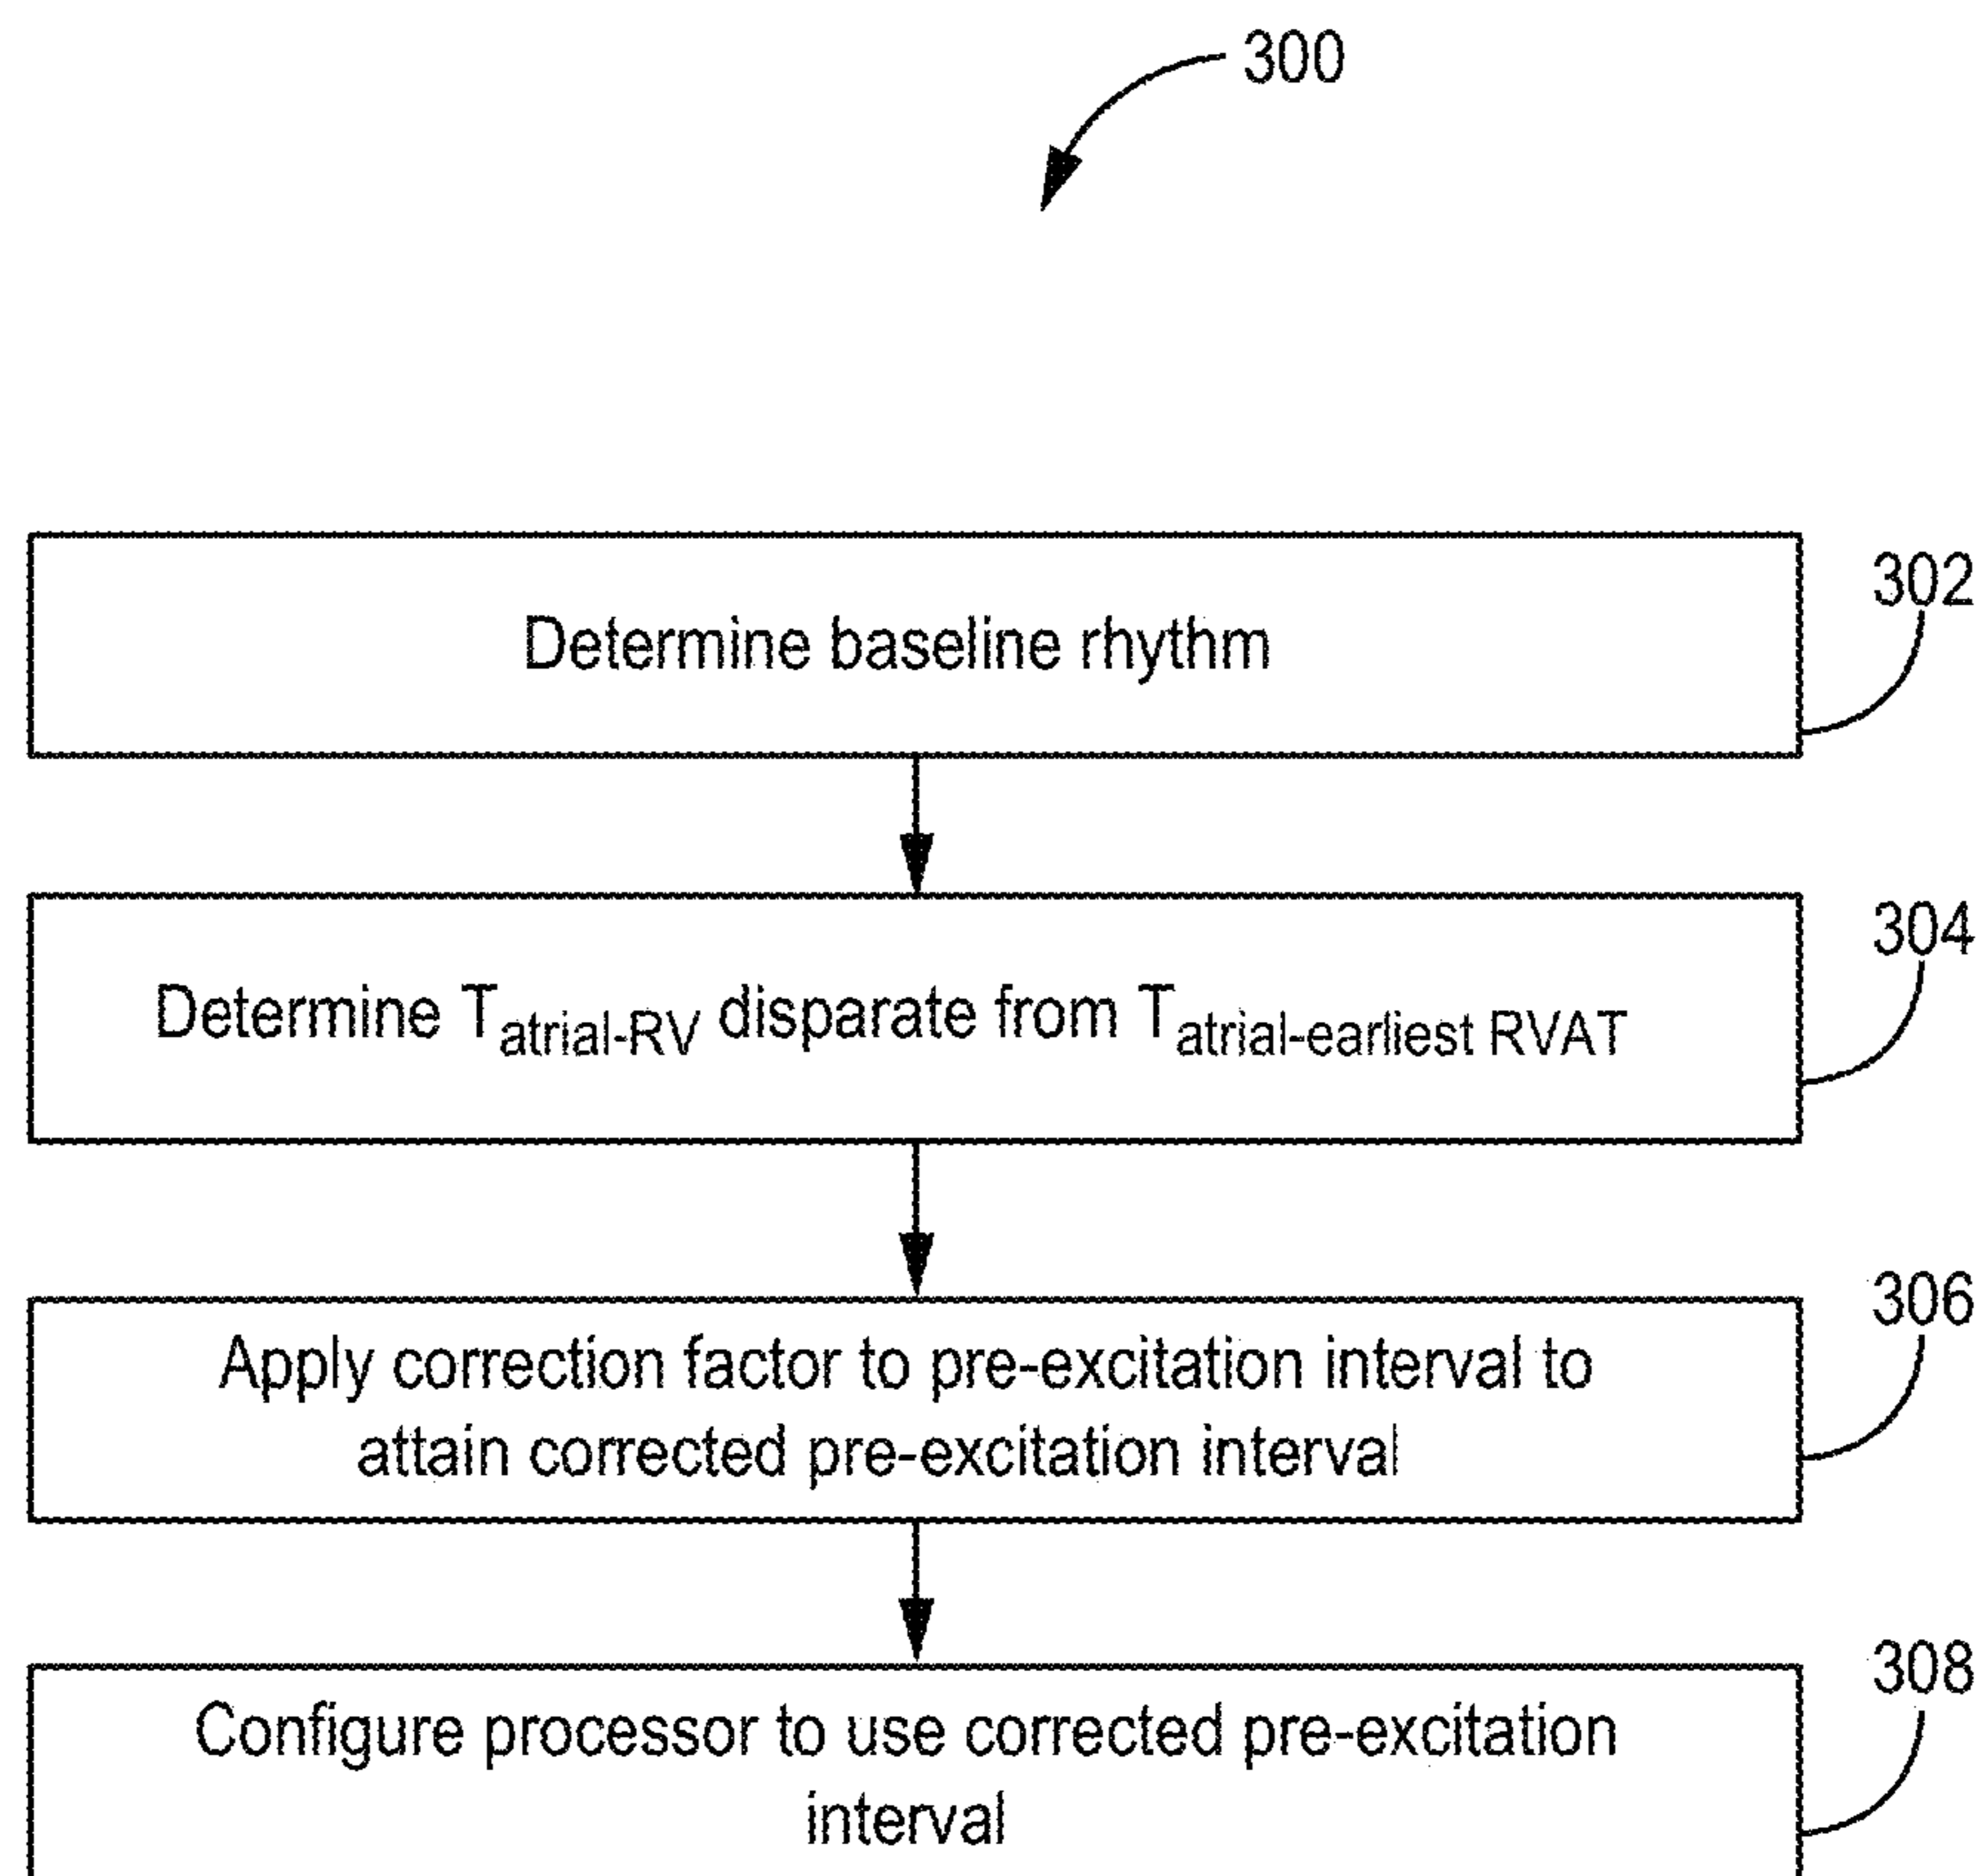 300
Determine baseline rhythm
302
Determine Tatrial-RV disparate from Tatrial-earliest RVAT
304
Apply correction factor to pre-excitation interval to
attain corrected pre-excitation interval
306
Configure processor to use corrected pre-excitation
interval
308